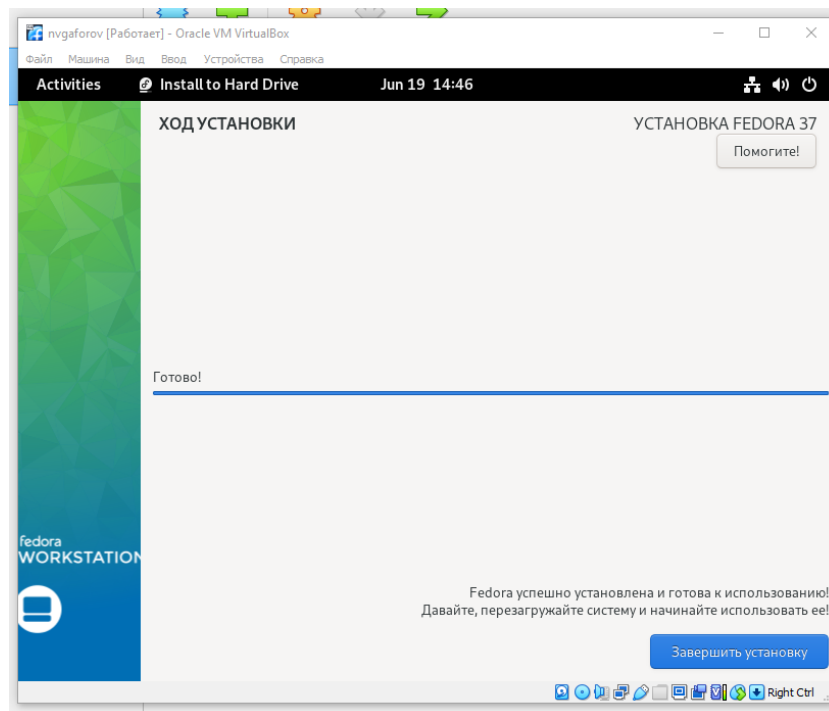 nvgaforov [Работает] - Oracle VM VirtualBox
Файл Машина Вид Ввод Устройства Справка
Activities Install to Hard Drive Jun 19 14:46
ХОД УСТАНОВКИ
УСТАНОВКА FEDORA 37
Помогите!
Готово!
fedora
WORKSTATION
Fedora успешно установлена и готова к использованию!
Давайте, перезагружайте систему и начинайте использовать ее!
Завершить установку
Right Ctrl